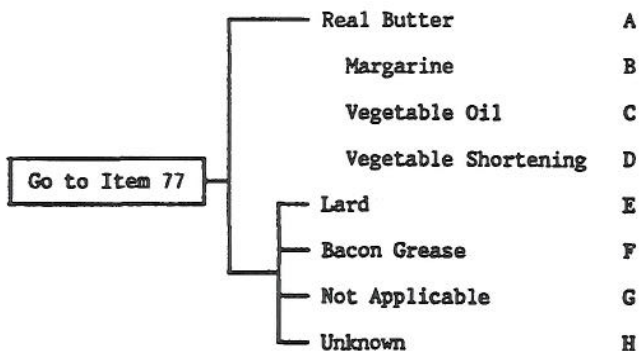 Real Butter A
Margarine B
Vegetable Oil C
Vegetable Shortening D
Go to Item 77
Lard E
Bacon Grease F
Not Applicable G
Unknown H